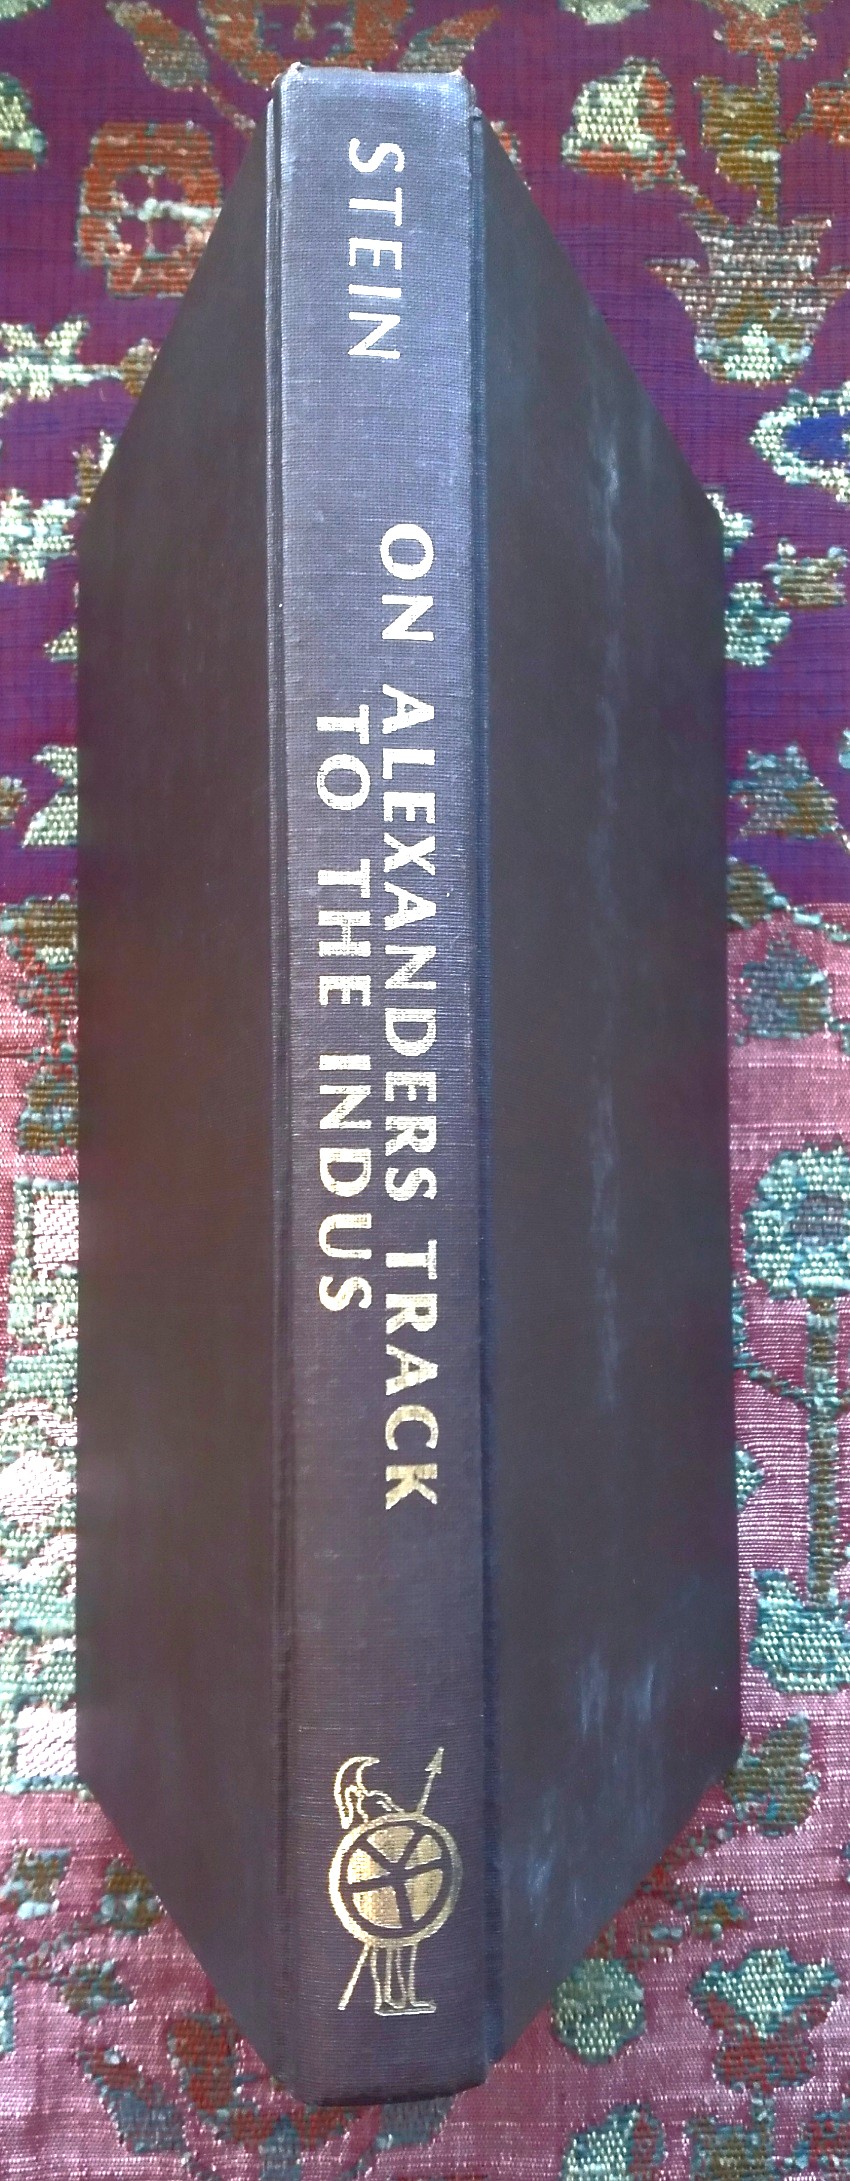 STEIN
ON ALEXANDERS TRACK
TO THE INDUS